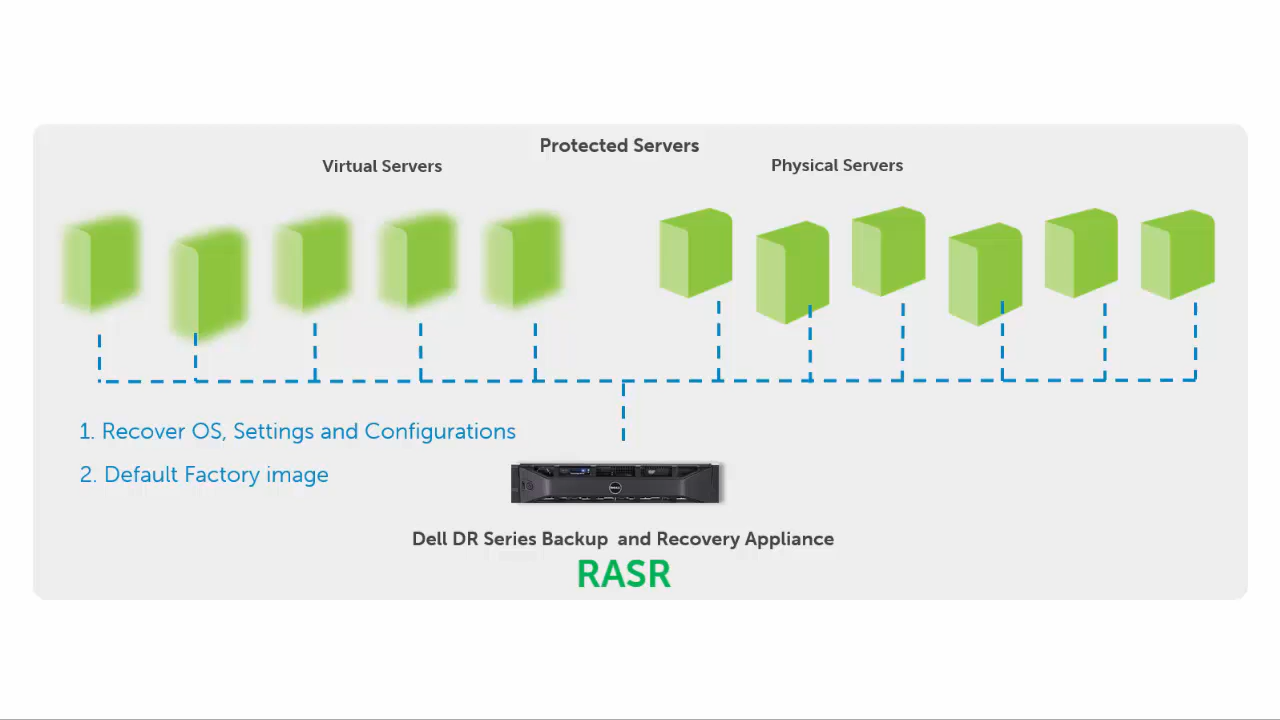 Protected Servers
Virtual Servers
Physical Servers
1. Recover OS, Settings and Configurations
2. Default Factory image
DELL
Dell DR Series Backup and Recovery Appliance
RASR